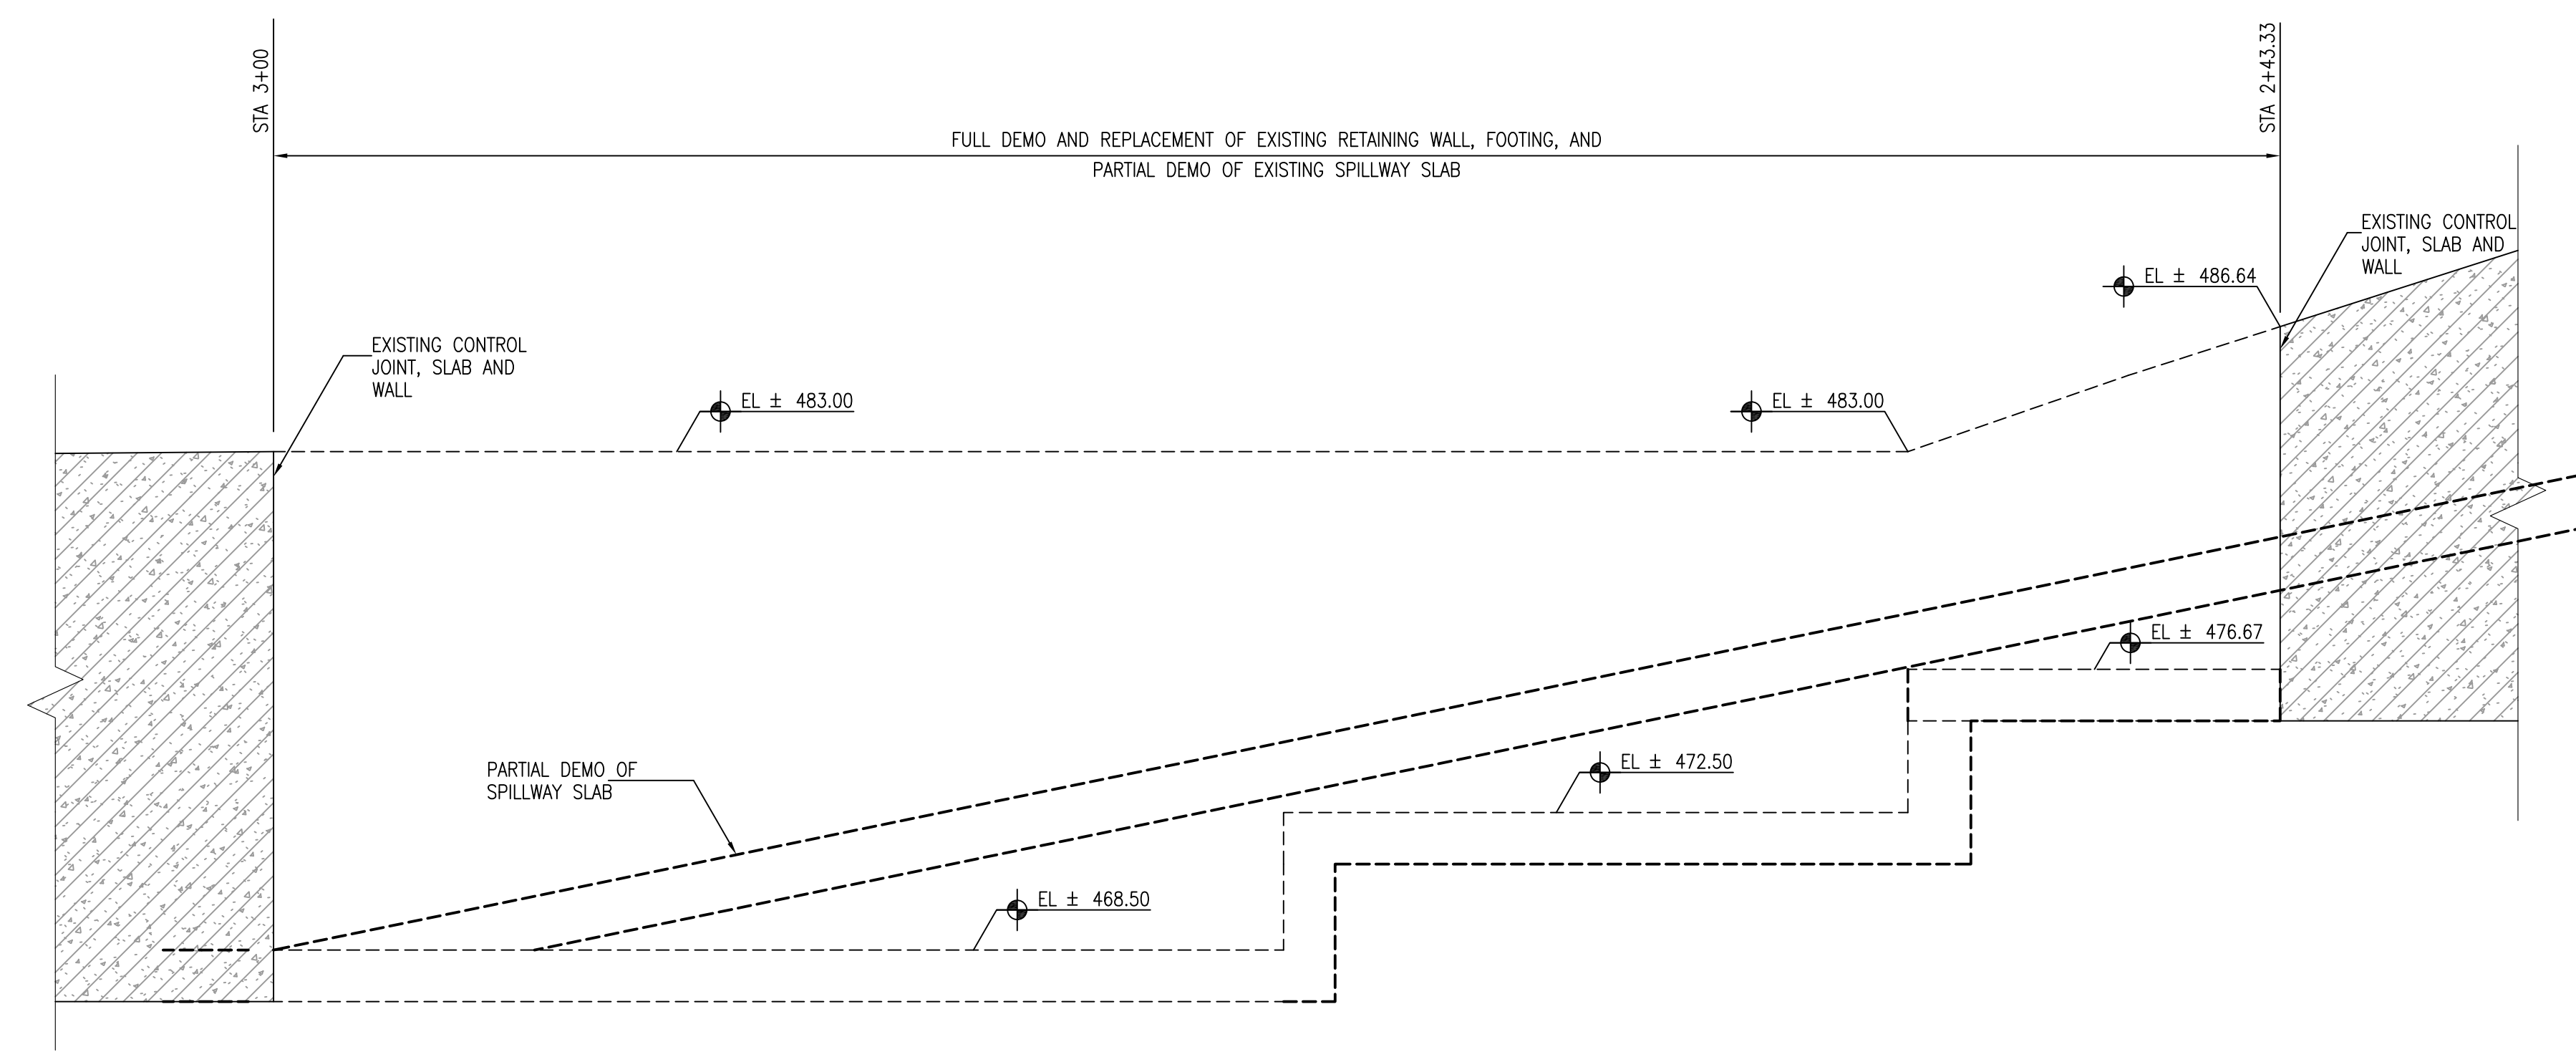 STA 3+00
STA 2+43.33
FULL DEMO AND REPLACEMENT OF EXISTING RETAINING WALL, FOOTING, AND
PARTIAL DEMO OF EXISTING SPILLWAY SLAB
EXISTING CONTROL
JOINT, SLAB AND
WALL
EL ± 486.64
EXISTING CONTROL
JOINT, SLAB AND
WALL
EL ± 483.00
EL ± 483.00
EL ± 476.67
PARTIAL DEMO OF
SPILLWAY SLAB
EL ± 472.50
EL ± 468.50